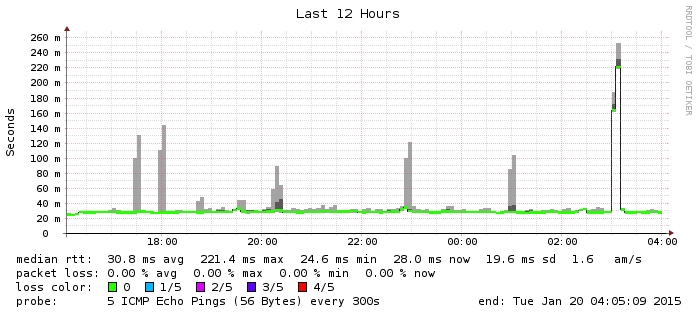 Last 12 Hours
RRDTOOL / TOBI OETIKER
Seconds
260 m
240 m
220 m
200 m
180 m
160 m
140 m
120 m
100 m
80 m
60 m
40 m
20 m
0
18:00 20:00 22:00 00:00 02:00 04:00
median rtt: 30.8 ms avg 221.4 ms max 24.6 ms min 28.0 ms now 19.6 ms sd 1.6 am/s
packet loss: 0.00 % avg 0.00 % max 0.00 % min 0.00 % now
loss color: 0 1/5 2/5 3/5 4/5
probe: 5 ICMP Echo Pings (56 Bytes) every 300s end: Tue Jan 20 04:05:09 2015